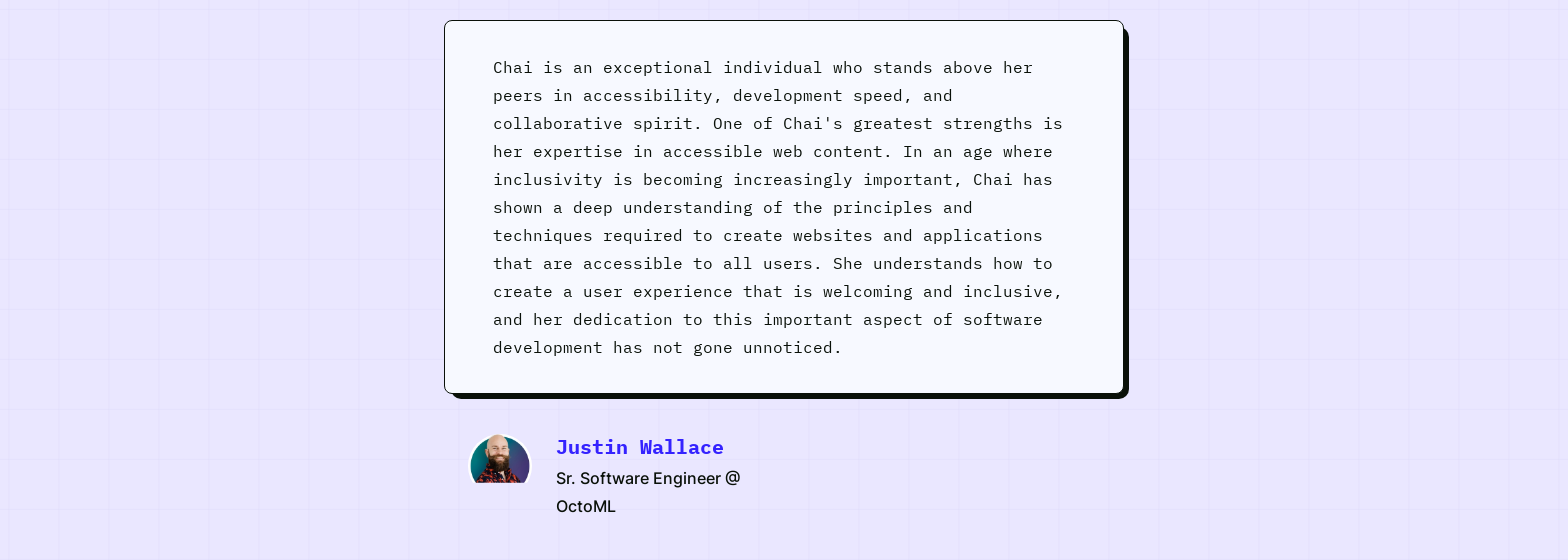 Chai is an exceptional individual who stands above her
peers in accessibility, development speed, and
collaborative spirit. One of Chai's greatest strengths is
her expertise in accessible web content. In an age where
inclusivity is becoming increasingly important, Chai has
shown a deep understanding of the principles and
techniques required to create websites and applications
that are accessible to all users. She understands how to
create a user experience that is welcoming and inclusive,
and her dedication to this important aspect of software
development has not gone unnoticed.
Justin Wallace
Sr. Software Engineer @
OctoML